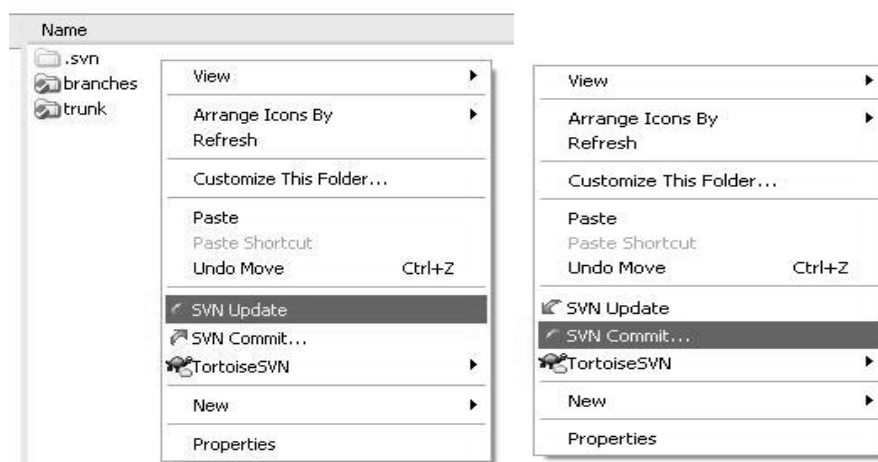 Name
.svn
branches
trunk
View
Arrange Icons By
Refresh
Customize This Folder...
Paste
Paste Shortcut
Undo Move Ctrl+Z
SVN Update
SVN Commit...
TortoiseSVN
New
Properties
View
Arrange Icons By
Refresh
Customize This Folder...
Paste
Paste Shortcut
Undo Move Ctrl+Z
SVN Update
SVN Commit...
TortoiseSVN
New
Properties